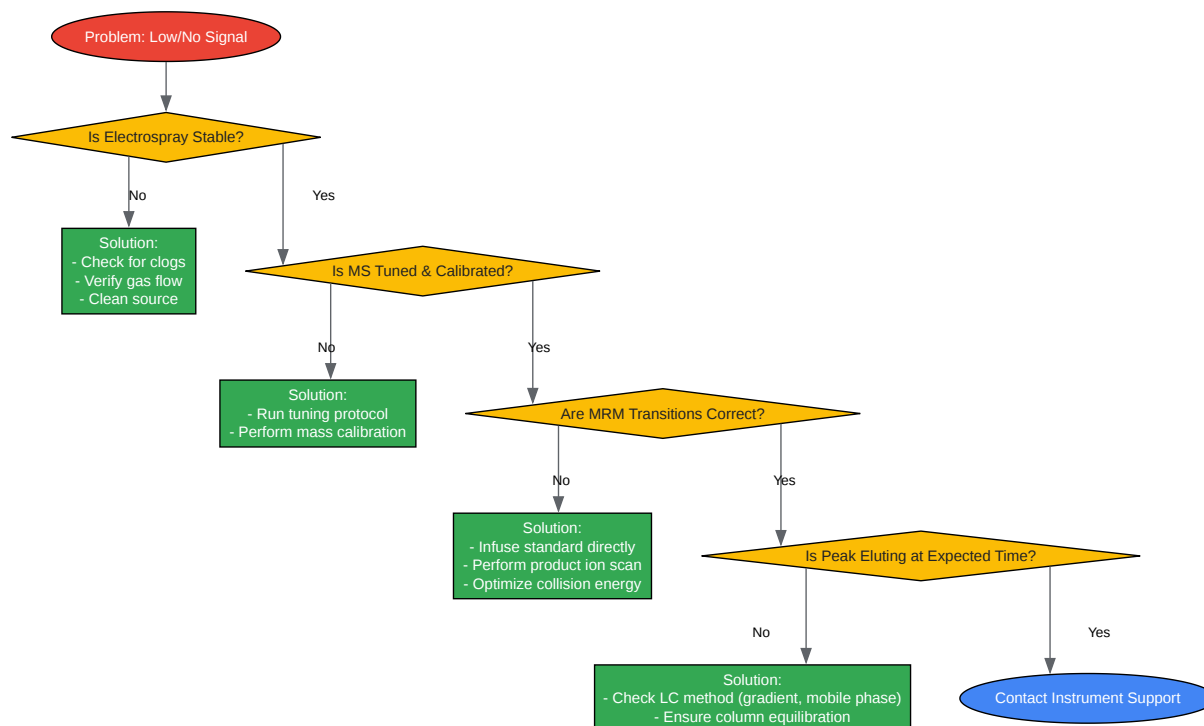 Problem: Low/No Signal
Is Electrospray Stable?
No
Yes
Solution:
- Check for clogs
- Verify gas flow
- Clean source
Is MS Tuned & Calibrated?
No
Yes
Solution:
- Run tuning protocol
- Perform mass calibration
Are MRM Transitions Correct?
No
Yes
Solution:
- Infuse standard directly
- Perform product ion scan
- Optimize collision energy
Is Peak Eluting at Expected Time?
No
Yes
Solution:
- Check LC method (gradient, mobile phase)
- Ensure column equilibration
Contact Instrument Support